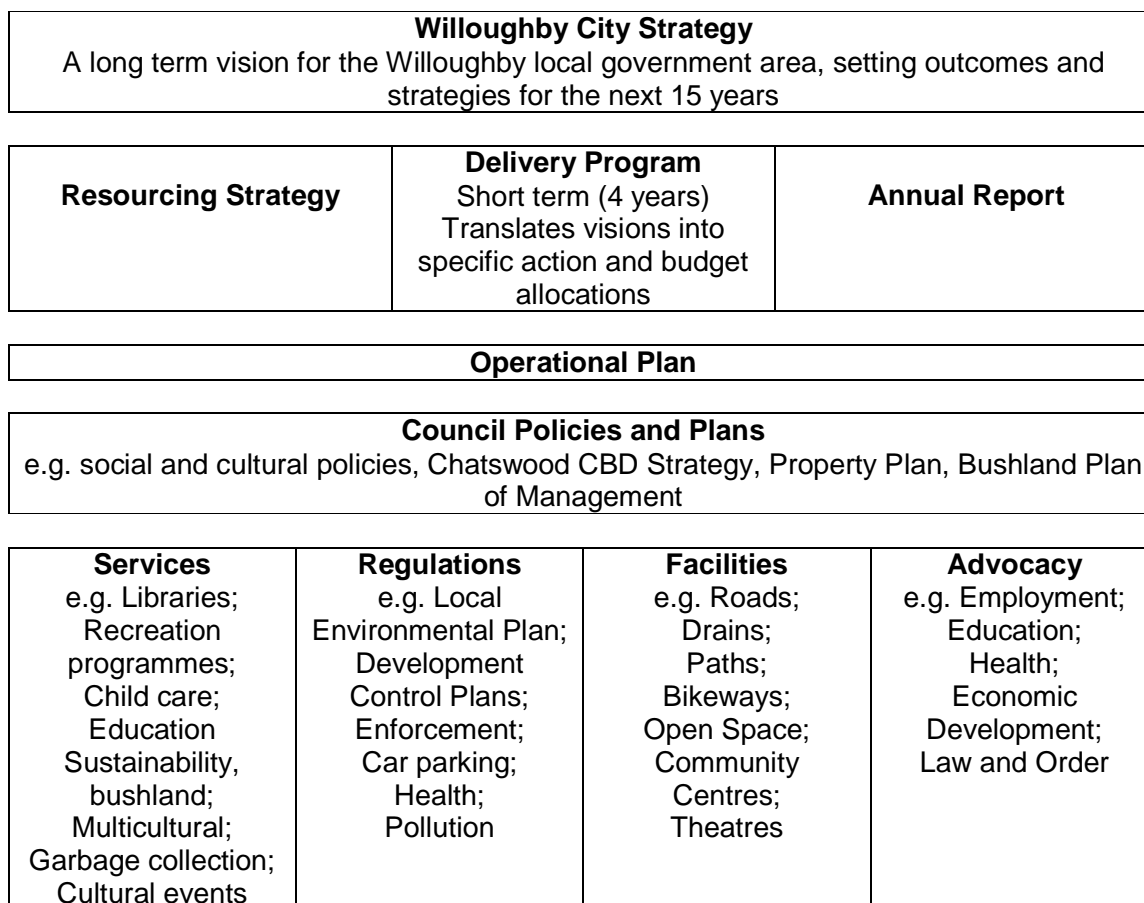 Willoughby City Strategy
A long term vision for the Willoughby local government area, setting outcomes and
strategies for the next 15 years
Resourcing Strategy
Delivery Program
Short term (4 years)
Translates visions into
specific action and budget
allocations
Annual Report
Operational Plan
Council Policies and Plans
e.g. social and cultural policies, Chatswood CBD Strategy, Property Plan, Bushland Plan
of Management
Services
e.g. Libraries;
Recreation
programmes;
Child care;
Education
Sustainability,
bushland;
Multicultural;
Garbage collection;
Cultural events
Regulations
e.g. Local
Environmental Plan;
Development
Control Plans;
Enforcement;
Car parking;
Health;
Pollution
Facilities
e.g. Roads;
Drains;
Paths;
Bikeways;
Open Space;
Community
Centres;
Theatres
Advocacy
e.g. Employment;
Education;
Health;
Economic
Development;
Law and Order